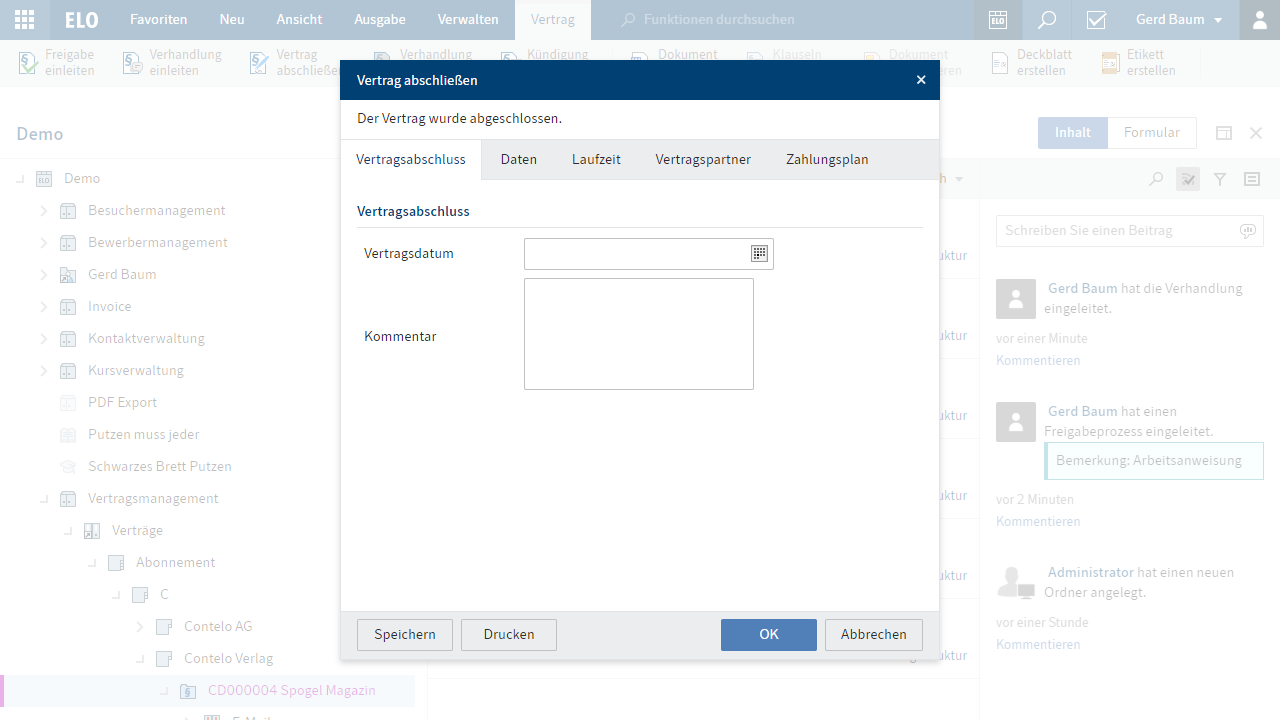 ELO Favoriten Neu Ansicht Ausgabe Verwalten Vertrag Funktionen durchsuchen ELO Gerd Baum
Freigabe einleiten
Verhandlung einleiten
Vertrag abschließen
Verhandlung
Kündigung
Dokument
Klauseln
Dokument
Deckblatt erstellen
Etikett erstellen
Vertrag abschließen
Der Vertrag wurde abgeschlossen.
Vertragsabschluss Daten Laufzeit Vertragspartner Zahlungsplan
Vertragsabschluss
Vertragsdatum
Kommentar
Speichern Drucken OK Abbrechen
Demo
Demo
Besuchermanagement
Bewerbermanagement
Gerd Baum
Invoice
Kontaktverwaltung
Kursverwaltung
PDF Export
Putzen muss jeder
Schwarzes Brett Putzen
Vertragsmanagement
Verträge
Abonnement
C
Contelo AG
Contelo Verlag
CD000004 Spogel Magazin
Inhalt Formular
Schreiben Sie einen Beitrag
Gerd Baum hat die Verhandlung
eingeleitet.
vor einer Minute
Kommentieren
Gerd Baum hat einen
Freigabeprozess eingeleitet.
Bemerkung: Arbeitsanweisung
vor 2 Minuten
Kommentieren
Administrator hat einen neuen
Ordner angelegt.
vor einer Stunde
Kommentieren